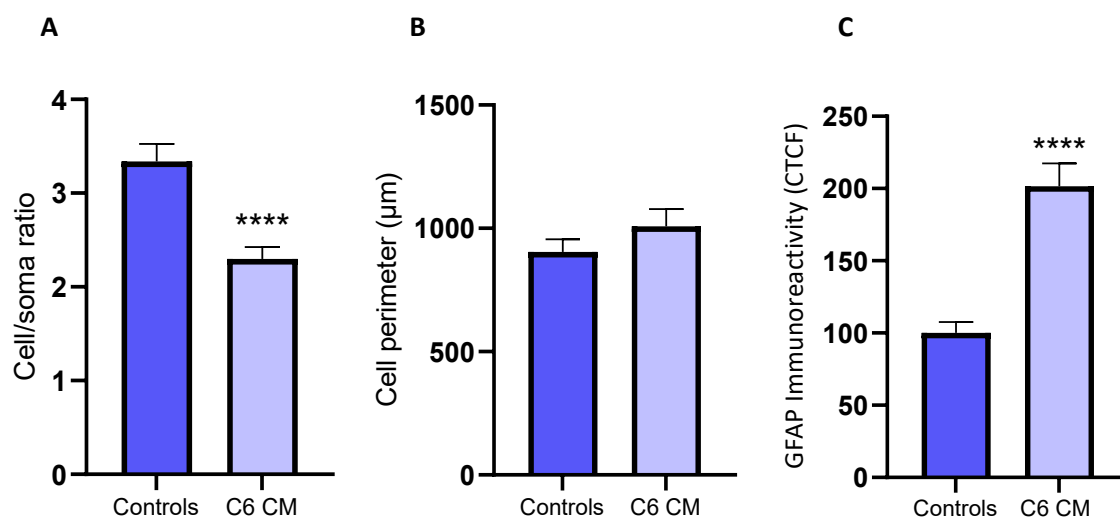 A
B
C
Cell/soma ratio
4
3
2
1
0
****
Controls
C6 CM
Cell perimeter (µm)
1500
1000
500
0
Controls
C6 CM
GFAP Immunoreactivity (CTCF)
250
200
150
100
50
0
****
Controls
C6 CM